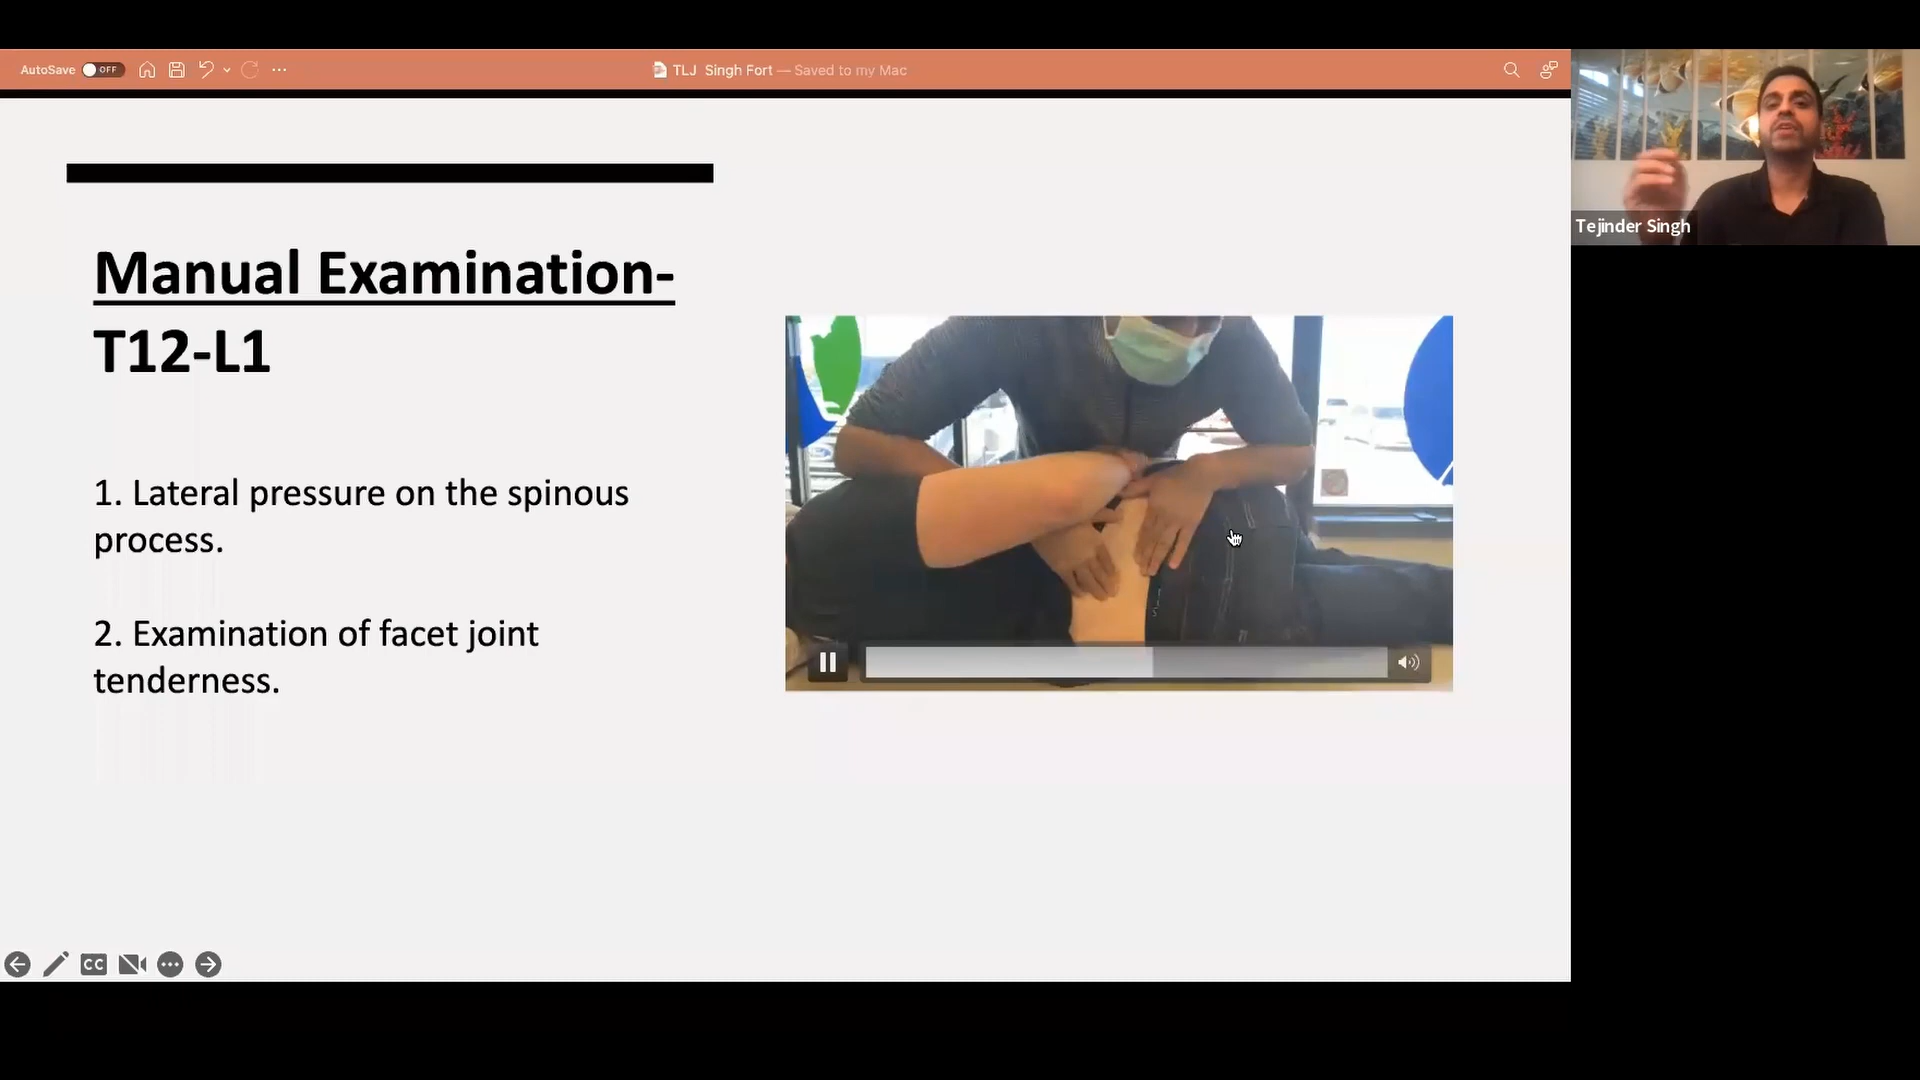 AutoSave OFF
TLJ Singh Fort — Saved to my Mac
Tejinder Singh
Manual Examination-
T12-L1
1. Lateral pressure on the spinous
process.
2. Examination of facet joint
tenderness.
CC